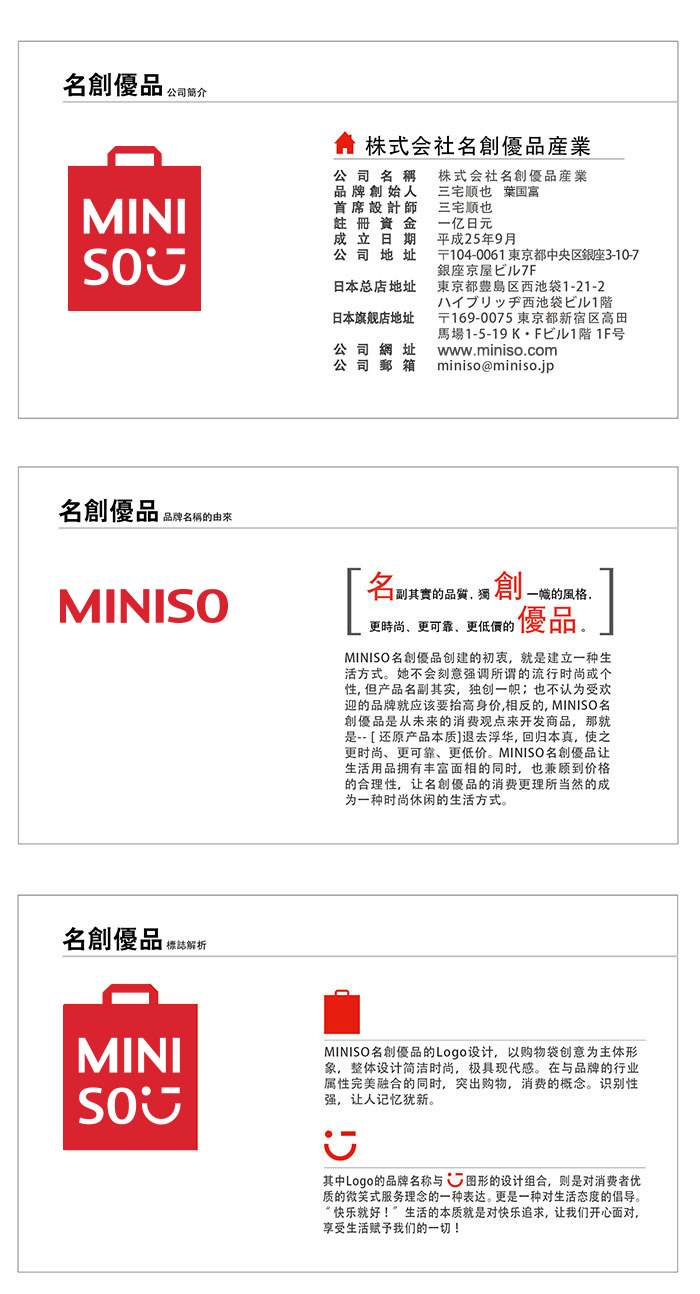 名創優品 公司簡介
MINI
SO
株式会社名創優品産業
公司名稱 株式会社名創優品産業
品牌創始人 三宅順也 葉国富
首席設計師 三宅順也
註冊資金 一亿日元
成立日期 平成25年9月
公司地址 〒104-0061 東京都中央区銀座3-10-7
銀座京屋ビル7F
日本总店地址 東京都豊島区西池袋1-21-2
ハイブリッヂ西池袋ビル1階
日本旗舰店地址 〒169-0075 東京都新宿区高田
馬場1-5-19 K・Fビル1階 1F号
公司網址 www.miniso.com
公司郵箱 miniso@miniso.jp
名創優品 品牌名稱的由來
MINISO
名副其實的品質，獨創一幟的風格，
更時尚、更可靠、更低價的優品。
MINISO名創優品创建的初衷，就是建立一种生
活方式。她不会刻意强调所谓的流行时尚或个
性，但产品名副其实，独创一帜；也不认为受欢
迎的品牌就应该要抬高身价,相反的, MINISO名
創優品是从未来的消费观点来开发商品，那就
是-- [ 还原产品本质]退去浮华, 回归本真，使之
更时尚、更可靠、更低价。MINISO名創優品让
生活用品拥有丰富面相的同时，也兼顾到价格
的合理性，让名創優品的消费更理所当然的成
为一种时尚休闲的生活方式。
名創優品 標誌解析
MINI
SO
MINISO名創優品的Logo设计，以购物袋创意为主体形
象，整体设计简洁时尚，极具现代感。在与品牌的行业
属性完美融合的同时，突出购物，消费的概念。识别性
强，让人记忆犹新。
其中Logo的品牌名称与图形的设计组合，则是对消费者优
质的微笑式服务理念的一种表达。更是一种对生活态度的倡导。
“快乐就好！”生活的本质就是对快乐追求，让我们开心面对，
享受生活赋予我们的一切！